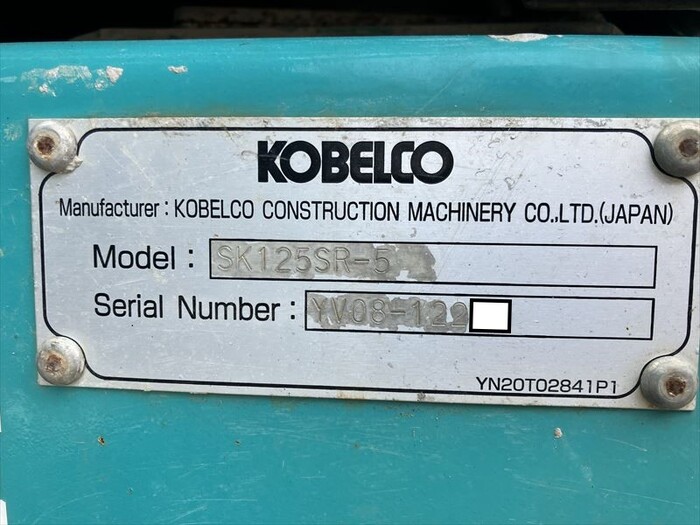 KOBELCO
Manufacturer : KOBELCO CONSTRUCTION MACHINERY CO.,LTD.(JAPAN)
Model : SK125SR-5
Serial Number : YV08-122
YN20T02841P1